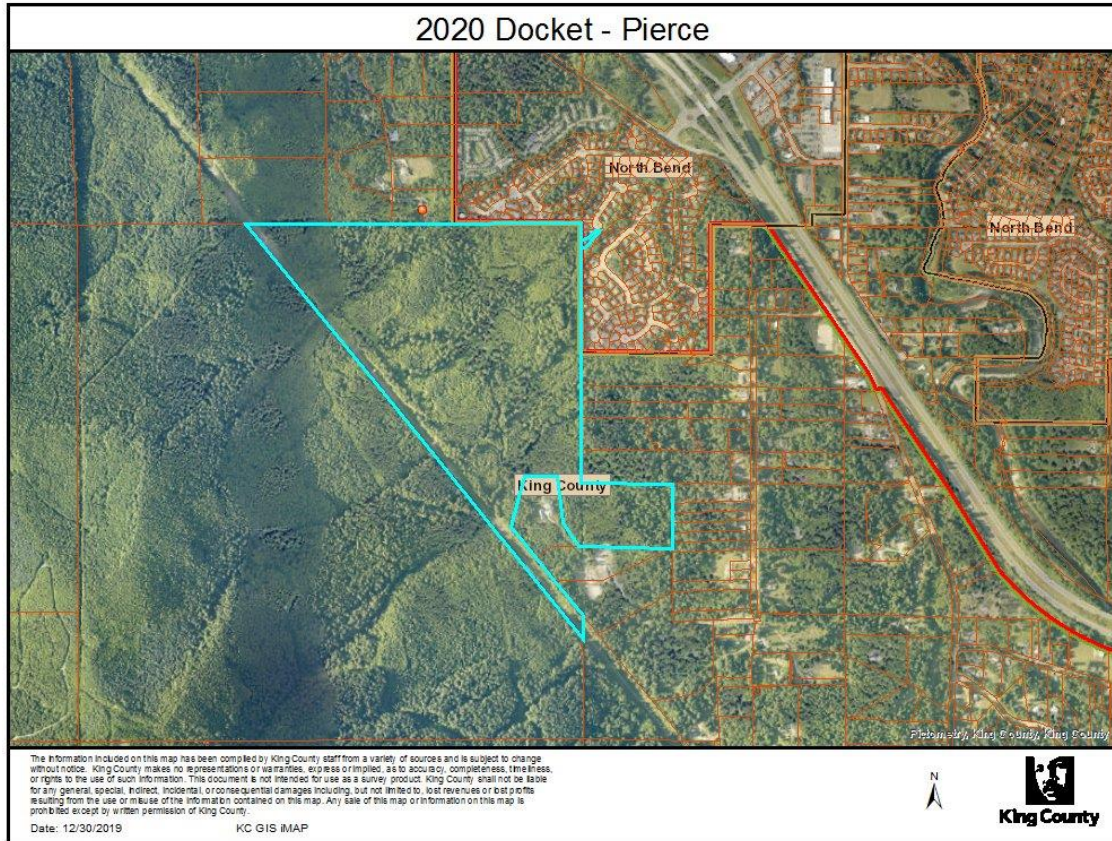 2020 Docket - Pierce
North Bend
North Bend
King County
Pictometry, King County, King County
The information included on this map has been compiled by King County staff from a variety of sources and is subject to change
without notice. King County makes no representations or warranties, express or implied, as to accuracy, completeness, timeliness,
or rights to the use of such information. This document is not intended for use as a survey product. King County shall not be liable
for any general, special, indirect, incidental, or consequential damages including, but not limited to, lost revenues or lost profits
resulting from the use or misuse of the information contained on this map. Any sale of this map or information on this map is
prohibited except by written permission of King County.
Date: 12/30/2019 KC GIS iMAP
N
King County